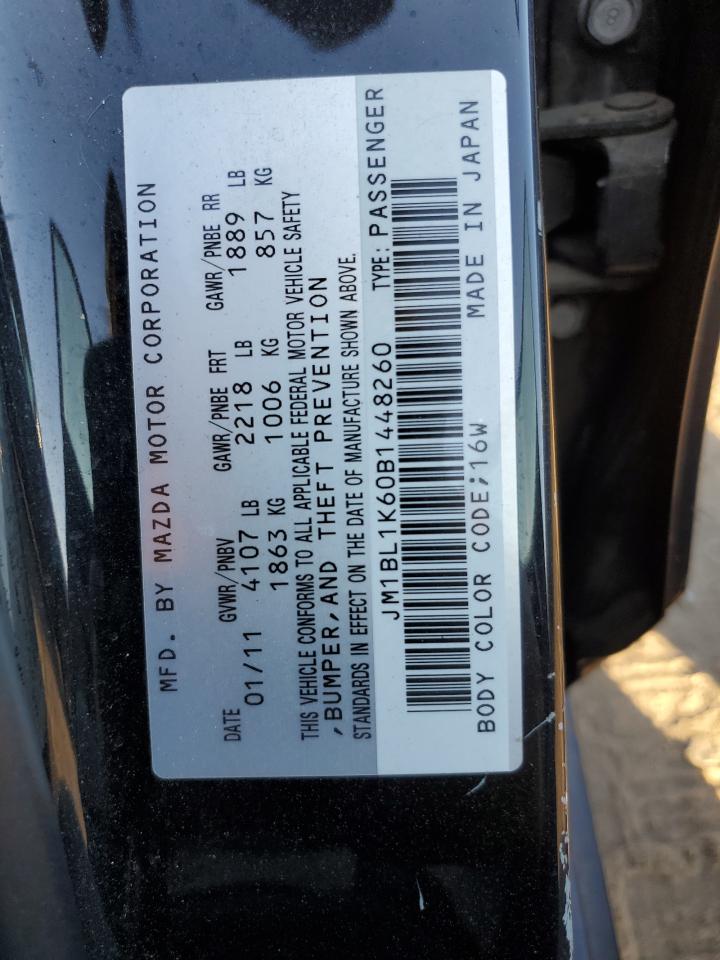 MFD. BY MAZDA MOTOR CORPORATION
DATE GVWR/PNBV GAWR/PNBE FRT GAWR/PNBE RR
01/11 4107 LB 2218 LB 1889 LB
1863 KG 1006 KG 857 KG
THIS VEHICLE CONFORMS TO ALL APPLICABLE FEDERAL MOTOR VEHICLE SAFETY
,BUMPER,AND THEFT PREVENTION
STANDARDS IN EFFECT ON THE DATE OF MANUFACTURE SHOWN ABOVE.
JM1BL1K60B1448260 TYPE: PASSENGER
BODY COLOR CODE;16W MADE IN JAPAN
8